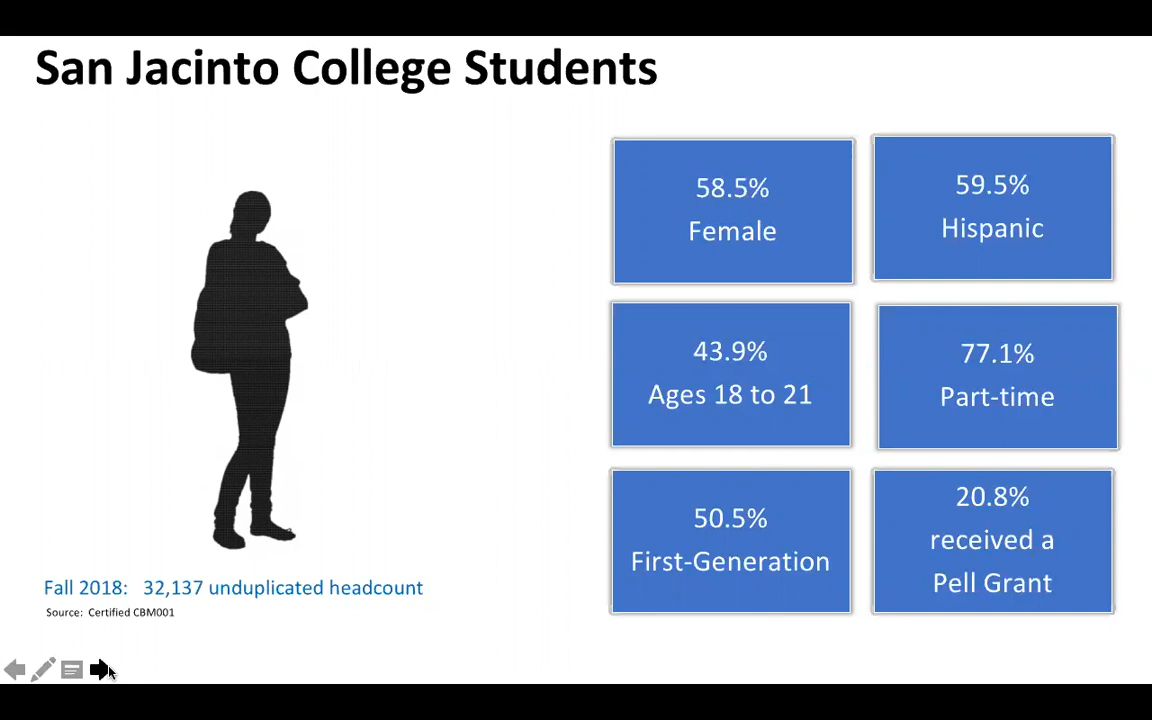 San Jacinto College Students
58.5%
Female
59.5%
Hispanic
43.9%
Ages 18 to 21
77.1%
Part-time
50.5%
First-Generation
20.8%
received a
Pell Grant
Fall 2018: 32,137 unduplicated headcount
Source: Certified CBM001